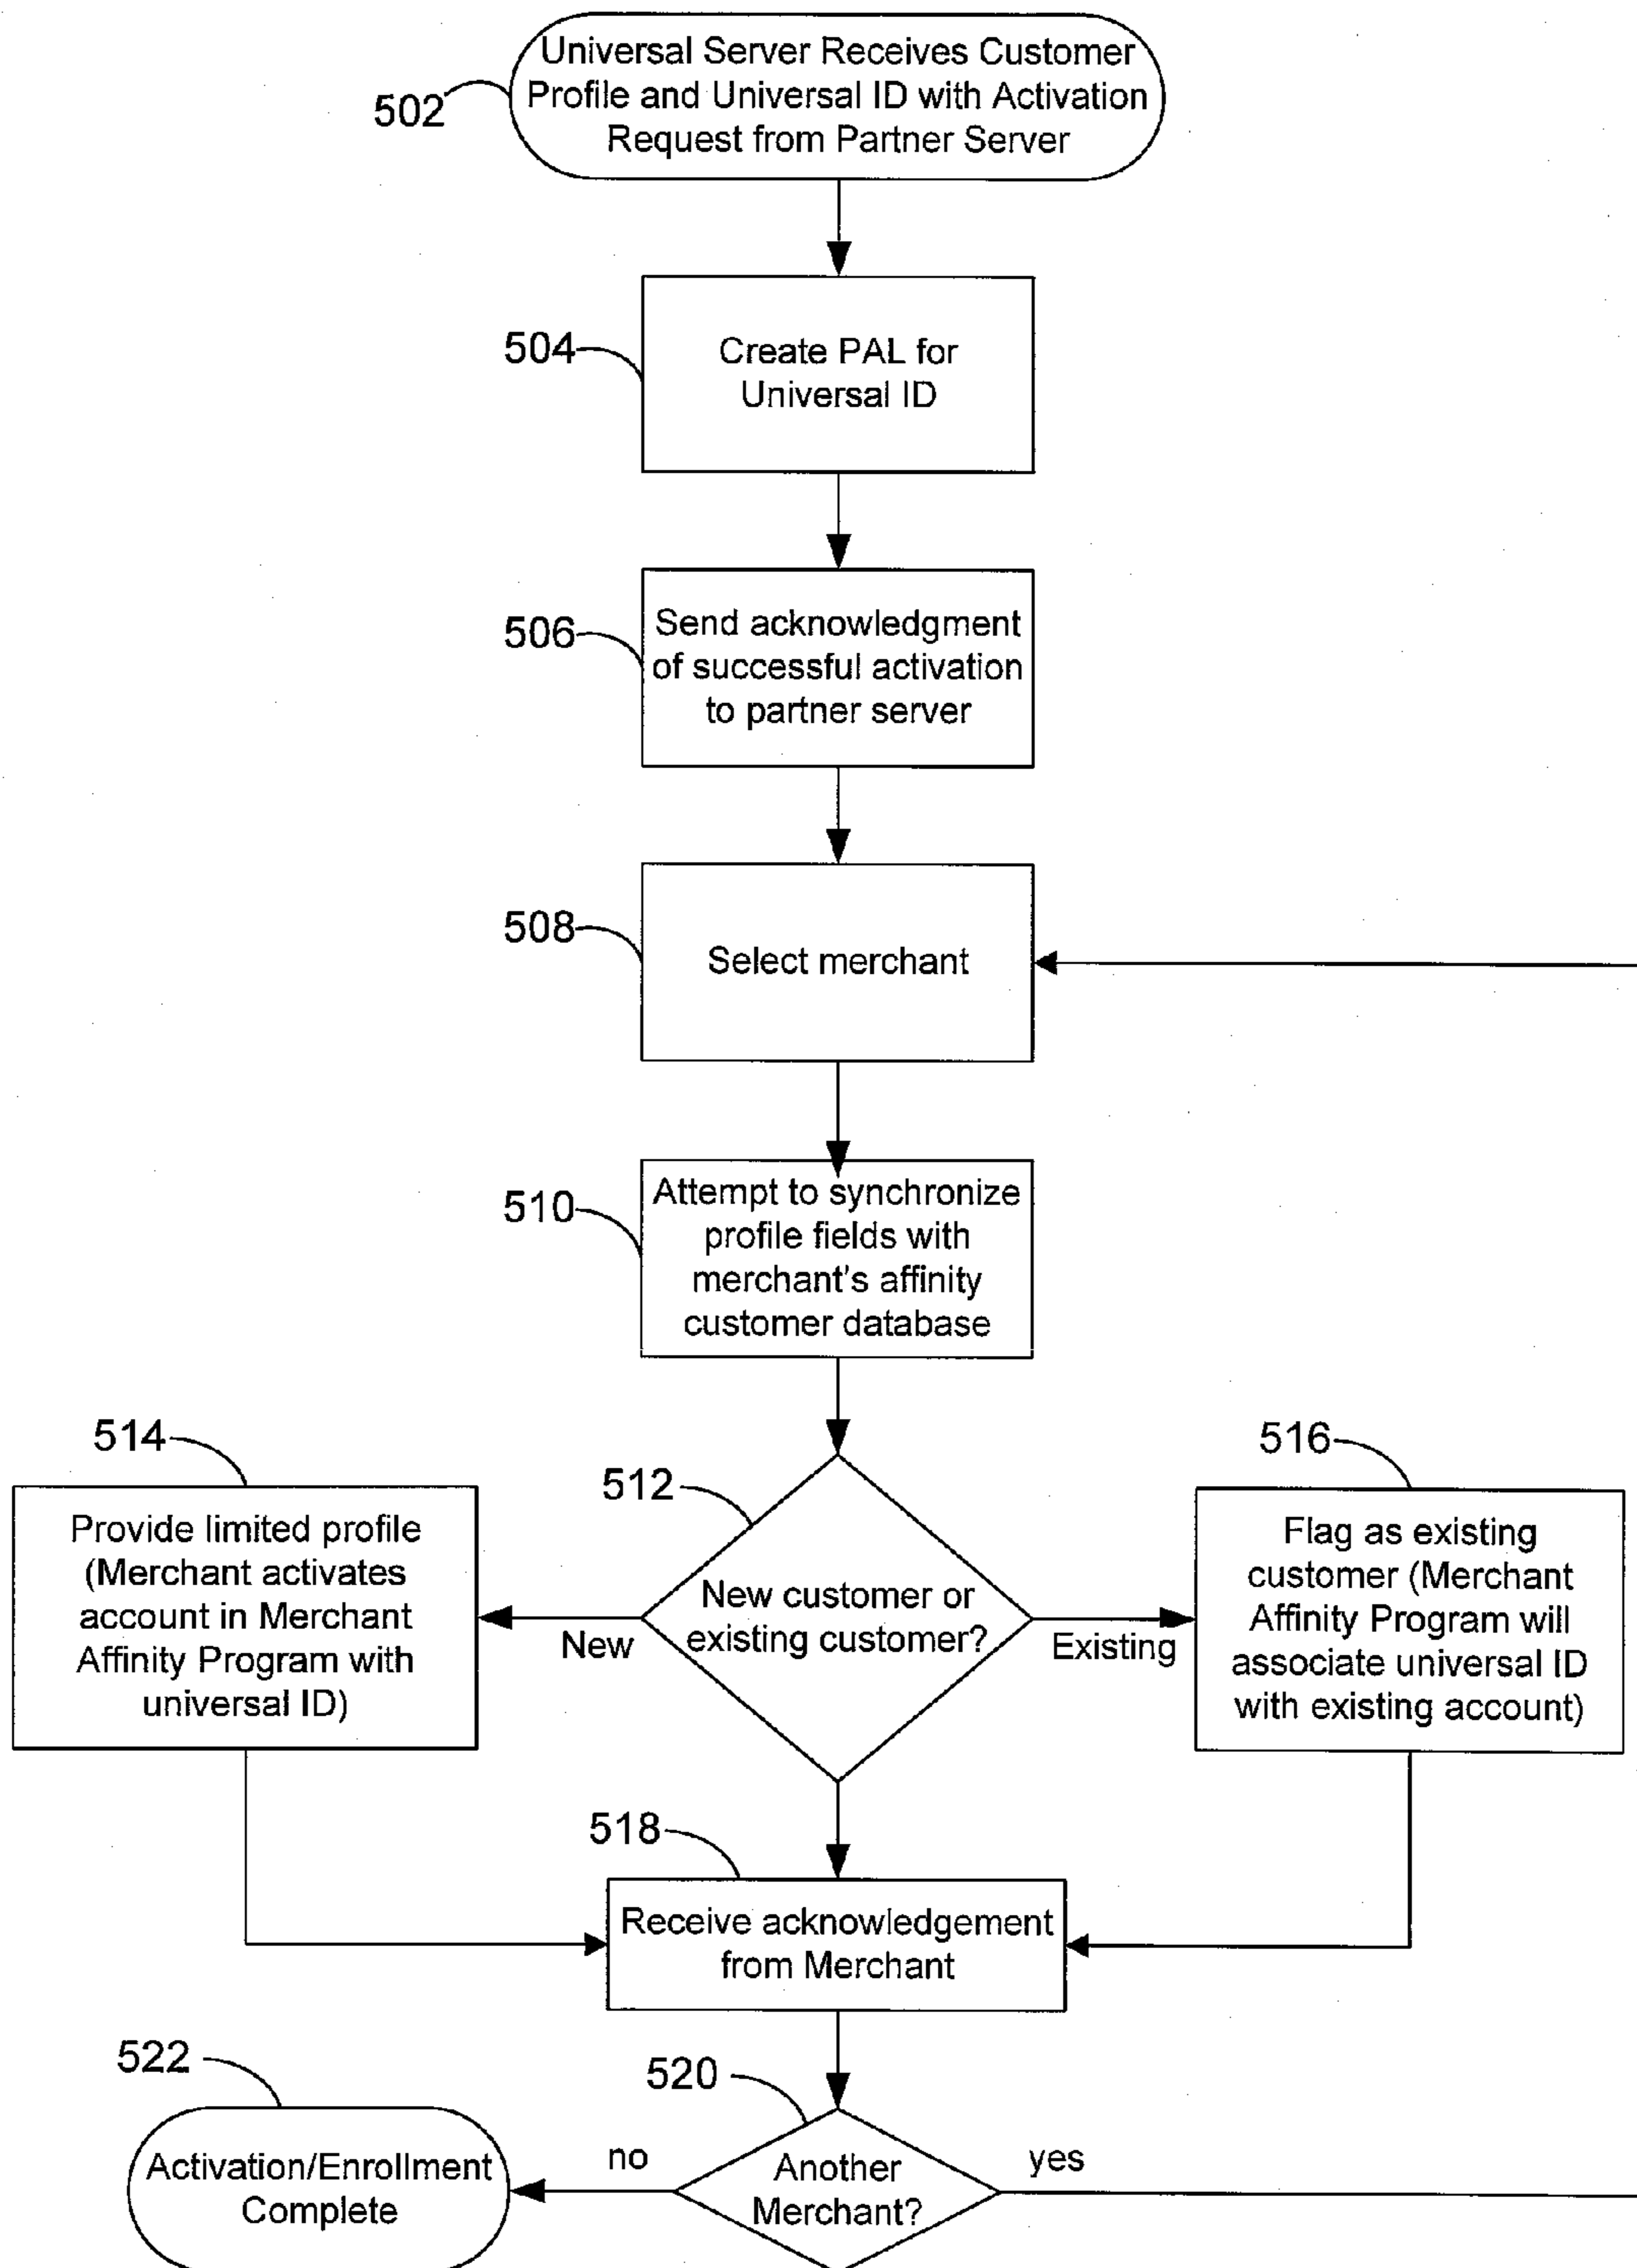 Universal Server Receives Customer
Profile and Universal ID with Activation
Request from Partner Server
502
504
Create PAL for
Universal ID
506
Send acknowledgment
of successful activation
to partner server
508
Select merchant
510
Attempt to synchronize
profile fields with
merchant's affinity
customer database
514
Provide limited profile
(Merchant activates
account in Merchant
Affinity Program with
universal ID)
512
New customer or
existing customer?
New
Existing
516
Flag as existing
customer (Merchant
Affinity Program will
associate universal ID
with existing account)
518
Receive acknowledgement
from Merchant
522
Activation/Enrollment
Complete
520
no
Another
Merchant?
yes